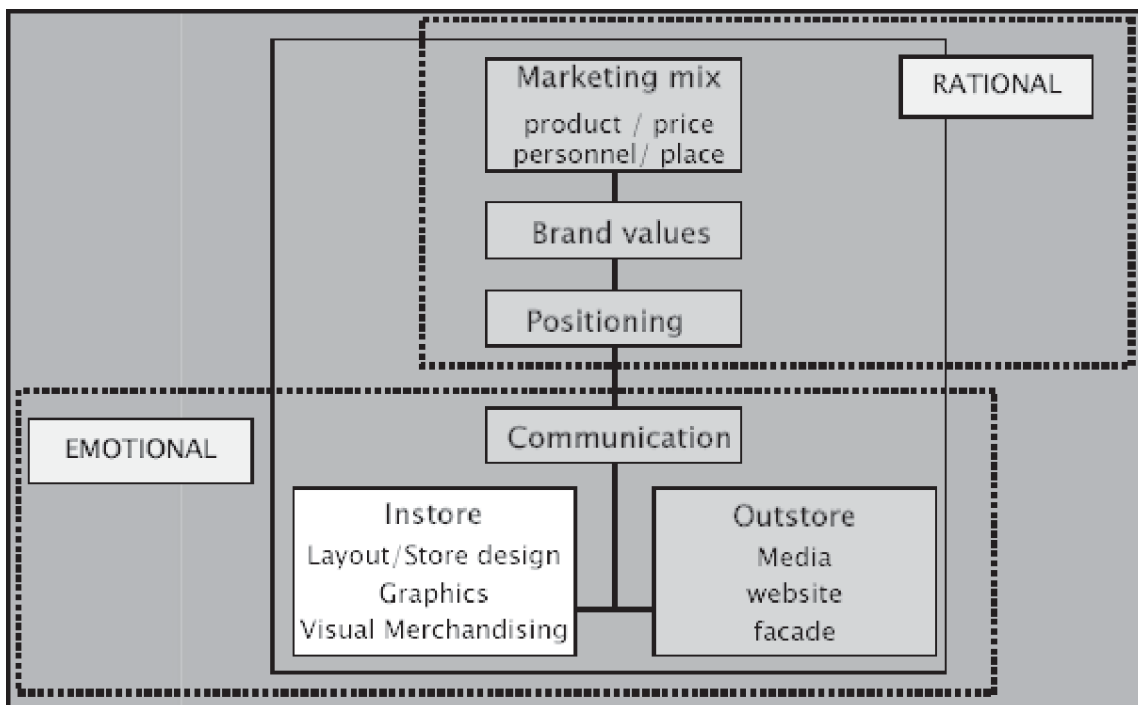 Marketing mix
RATIONAL
product / price
personnel/ place
Brand values
Positioning
Communication
EMOTIONAL
Instore
Layout/Store design
Graphics
Visual Merchandising
Outstore
Media
website
facade